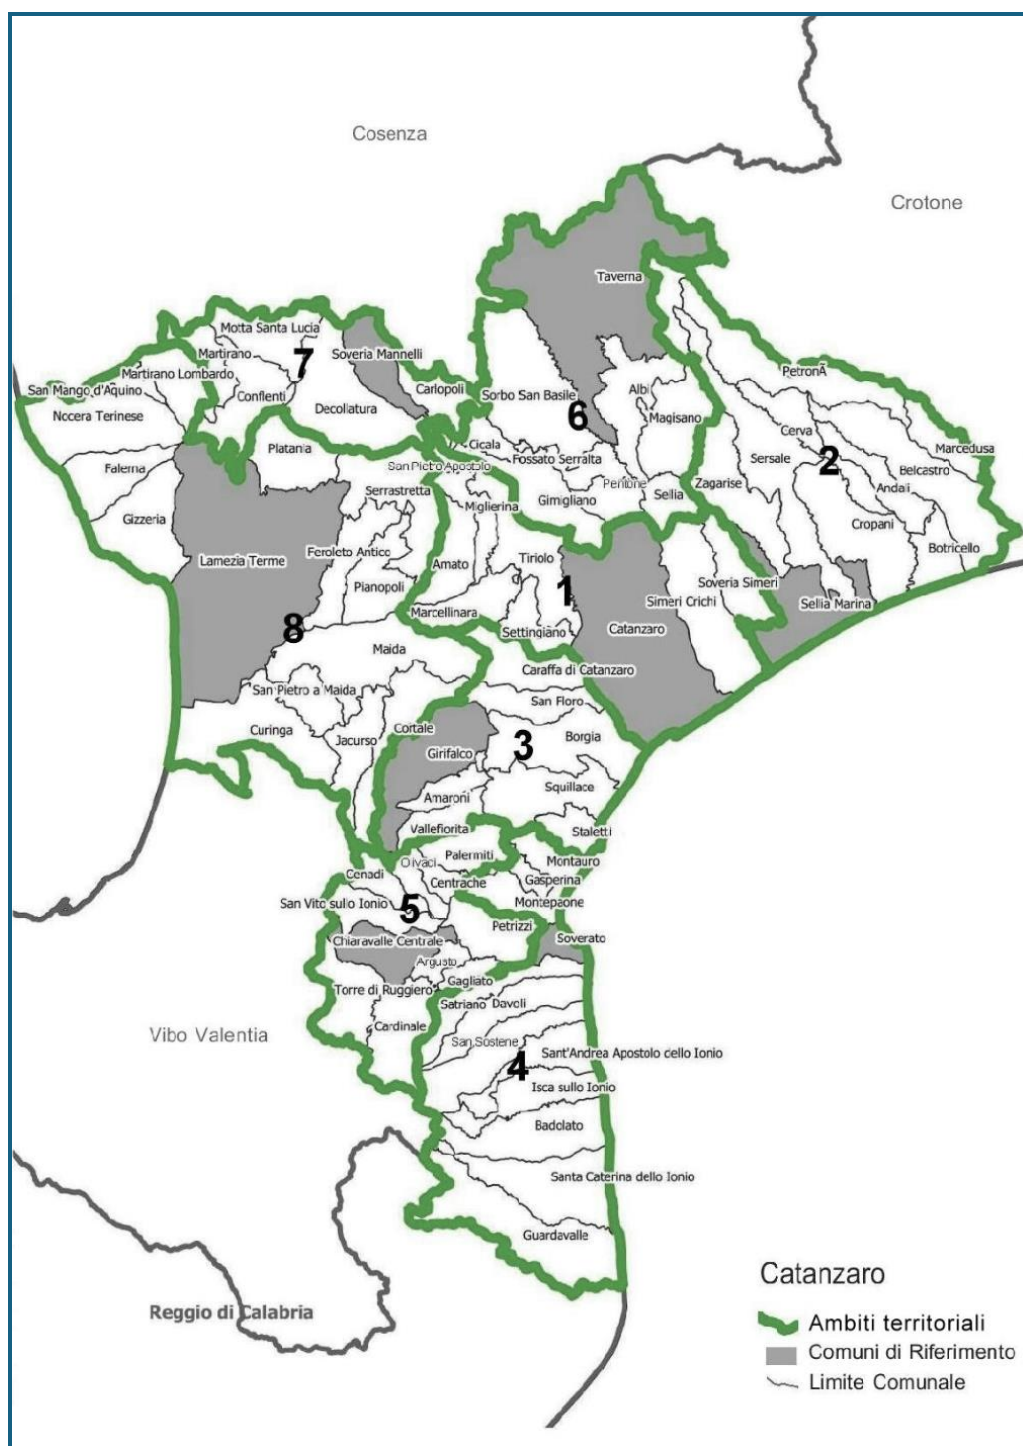 Cosenza
Crotone
Taverna
Motta Santa Lucia
7
Soveria Mannelli
Martirano
Martirano Lombardo
San Mango d'Aquino
Conflenti
Carlopoli
Decollatura
Nocera Terinese
PetronÃ
Albi
Sorbo San Basile
6
Magisano
Cerva
Marcedusa
Platania
Cicala
Fossato Serralta
Sersale
2
Belcastro
Falerna
San Pietro Apostolo
Serrastretta
Pentone
Zagarise
Andali
Sellia
Gimigliano
Miglierina
Gizzeria
Cropani
Botricello
Feroleto Antico
Lamezia Terme
Tiriolo
Amato
Pianopoli
Soveria Simeri
1
Simeri Crichi
Sellia Marina
Marcellinara
8
Settingiano
Catanzaro
Maida
Caraffa di Catanzaro
San Pietro a Maida
San Floro
Curinga
Cortale
Jacurso
Girifalco
3
Borgia
Squillace
Amaroni
Vallefiorita
Staletti
Olivadi
Palermiti
Montauro
Cenadi
Centrache
Gasperina
San Vito sullo Ionio
5
Montepaone
Petrizzi
Chiaravalle Centrale
Soverato
Argusto
Gagliato
Torre di Ruggiero
Satriano
Davoli
Cardinale
Vibo Valentia
San Sostene
4
Sant'Andrea Apostolo dello Ionio
Isca sullo Ionio
Badolato
Santa Caterina dello Ionio
Guardavalle
Reggio di Calabria
Catanzaro
Ambiti territoriali
Comuni di Riferimento
Limite Comunale